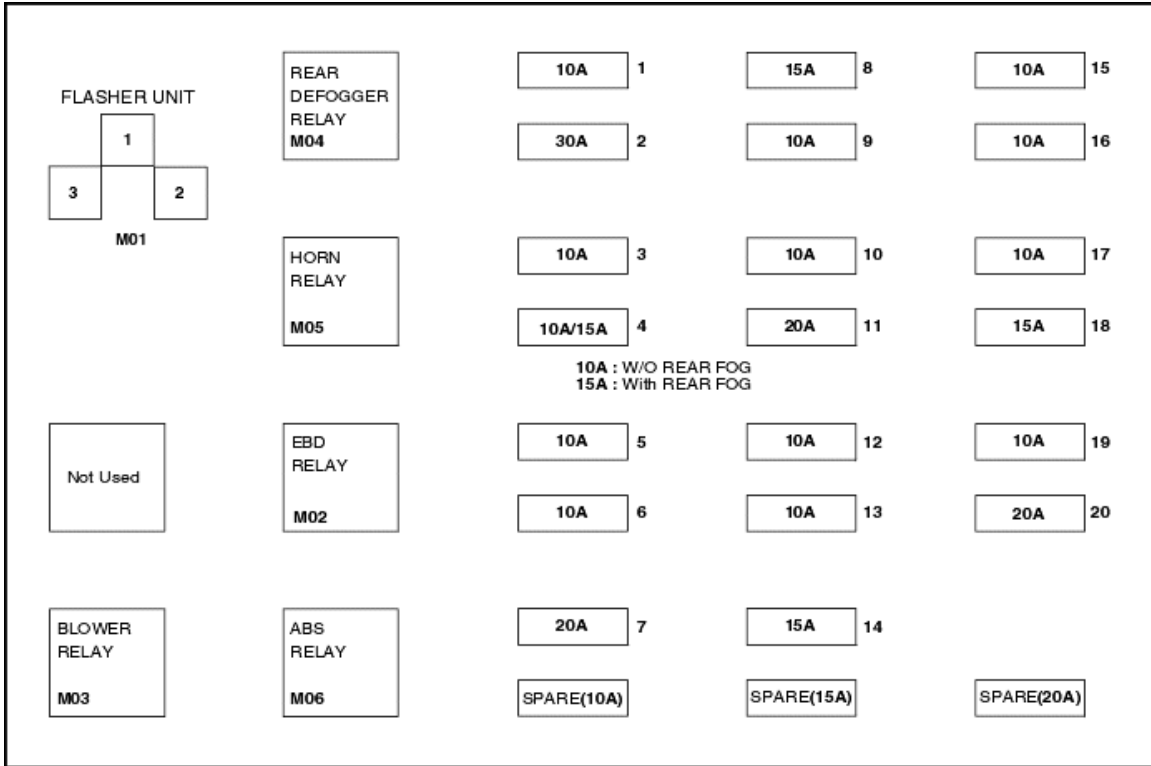 FLASHER UNIT
1
3
2
M01
REAR
DEFOGGER
RELAY
M04
HORN
RELAY
M05
Not Used
EBD
RELAY
M02
BLOWER
RELAY
M03
ABS
RELAY
M06
10A 1
30A 2
10A 3
10A/15A 4
10A : W/O REAR FOG
15A : With REAR FOG
10A 5
10A 6
20A 7
SPARE(10A)
15A 8
10A 9
10A 10
20A 11
10A 12
10A 13
15A 14
SPARE(15A)
10A 15
10A 16
10A 17
15A 18
10A 19
20A 20
SPARE(20A)